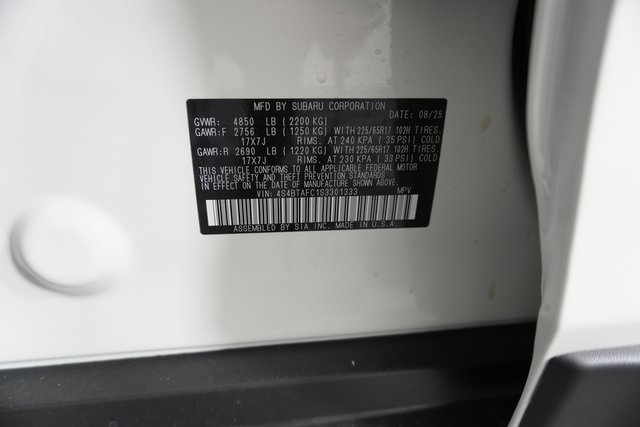 MFD BY SUBARU CORPORATION
DATE: 08/25
GVWR: 4850 LB (2200 KG)
GAWR:F 2756 LB (1250 KG) WITH 225/65R17 102H TIRES.
17X7J RIMS. AT 240 KPA (35 PSI) COLD
GAWR:R 2690 LB (1220 KG) WITH 225/65R17 102H TIRES.
17X7J RIMS. AT 230 KPA (33 PSI) COLD
THIS VEHICLE CONFORMS TO ALL APPLICABLE FEDERAL MOTOR
VEHICLE SAFETY AND THEFT PREVENTION STANDARDS
IN EFFECT ON THE DATE OF MANUFACTURE SHOWN ABOVE.
VIN: 4S4BTAFC1S3301333 MPV
ASSEMBLED BY SIA INC. MADE IN U.S.A.